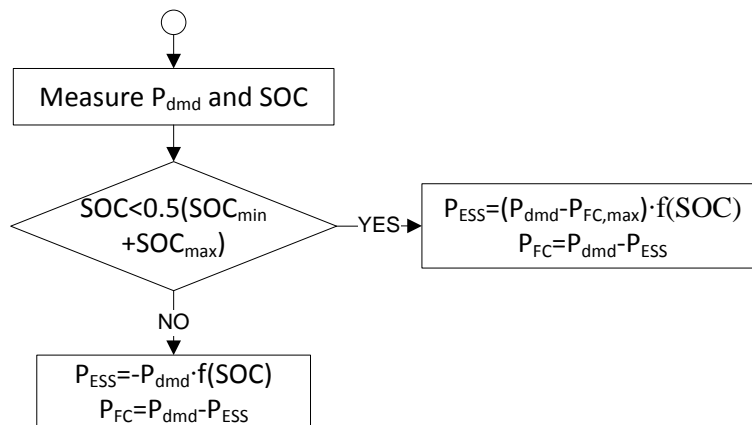 Measure P_dmd and SOC
SOC<0.5(SOC_min
+SOC_max)
YES
P_ESS=(P_dmd-P_FC,max)·f(SOC)
P_FC=P_dmd-P_ESS
NO
P_ESS=-P_dmd·f(SOC)
P_FC=P_dmd-P_ESS